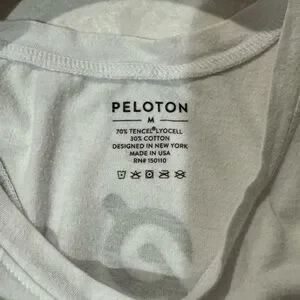 PELOTON
M
70% TENCEL®LYOCELL
30% COTTON
DESIGNED IN NEW YORK
MADE IN USA
RN# 150110